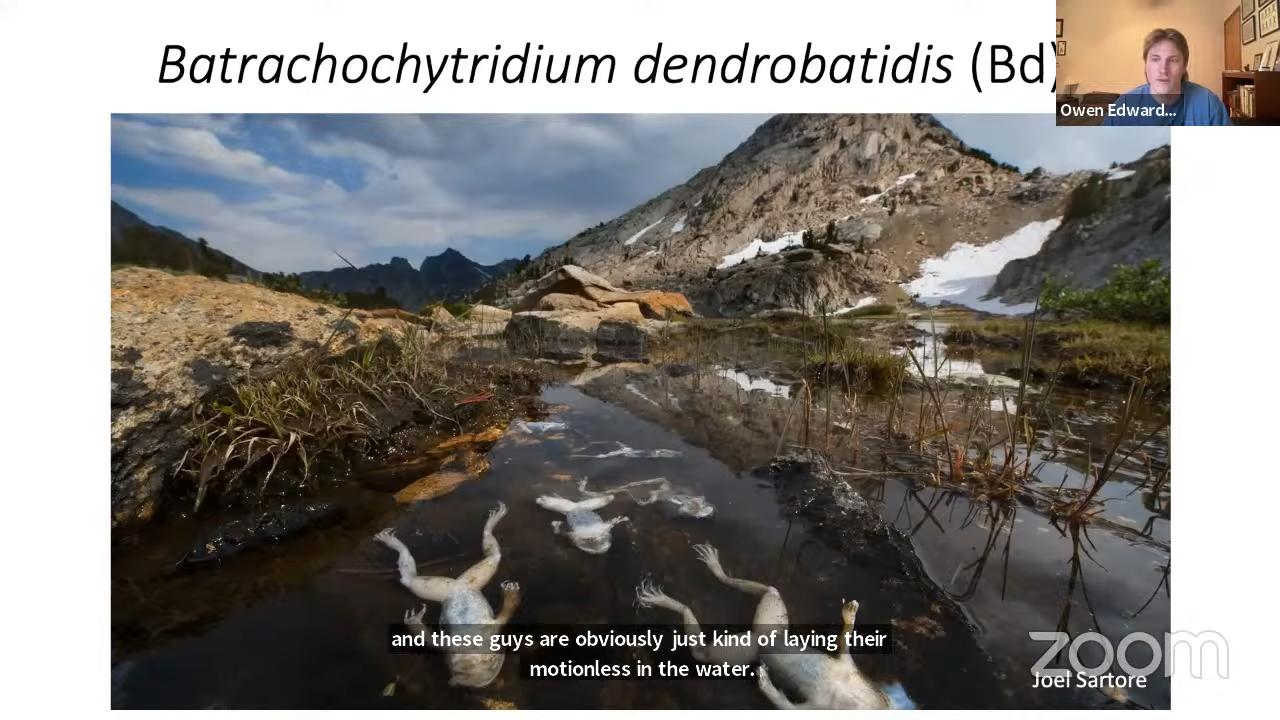 Batrachochytridium dendrobatidis (Bd)
Owen Edward...
and these guys are obviously just kind of laying their
motionless in the water.
zoom
Joel Sartore